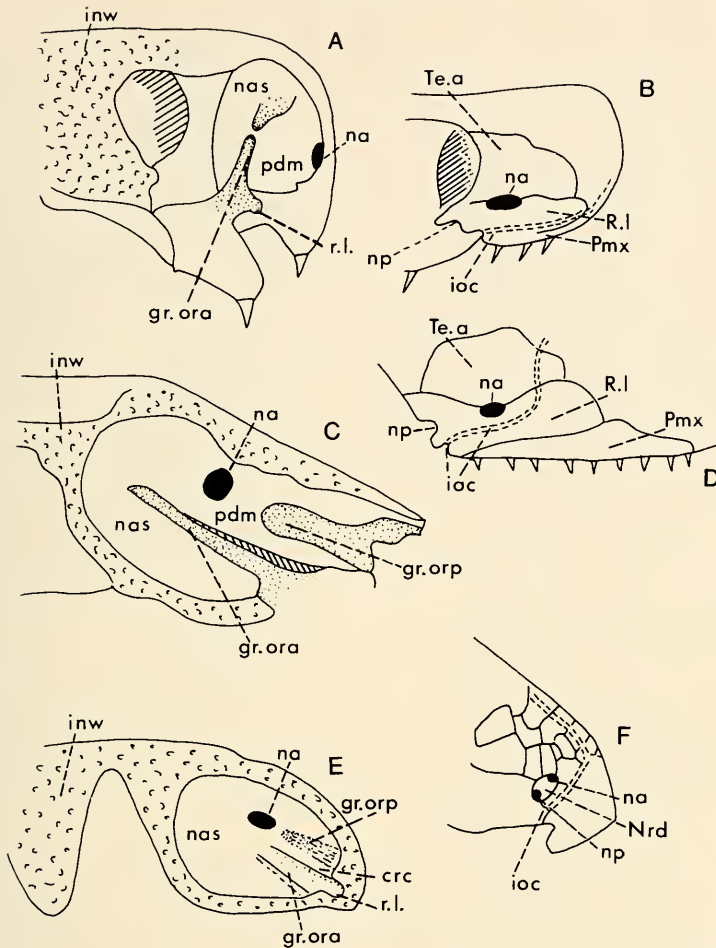 inw
A
nas
na
pdm
r.l.
gr.ora
Te.a
B
na
R.l
np
Pmx
ioc
inw
C
na
nas
pdm
gr.orp
gr.ora
Te.a
na
R.l
np
Pmx
ioc
D
inw
E
na
gr.orp
nas
crc
r.l.
gr.ora
F
na
Nrd
np
ioc